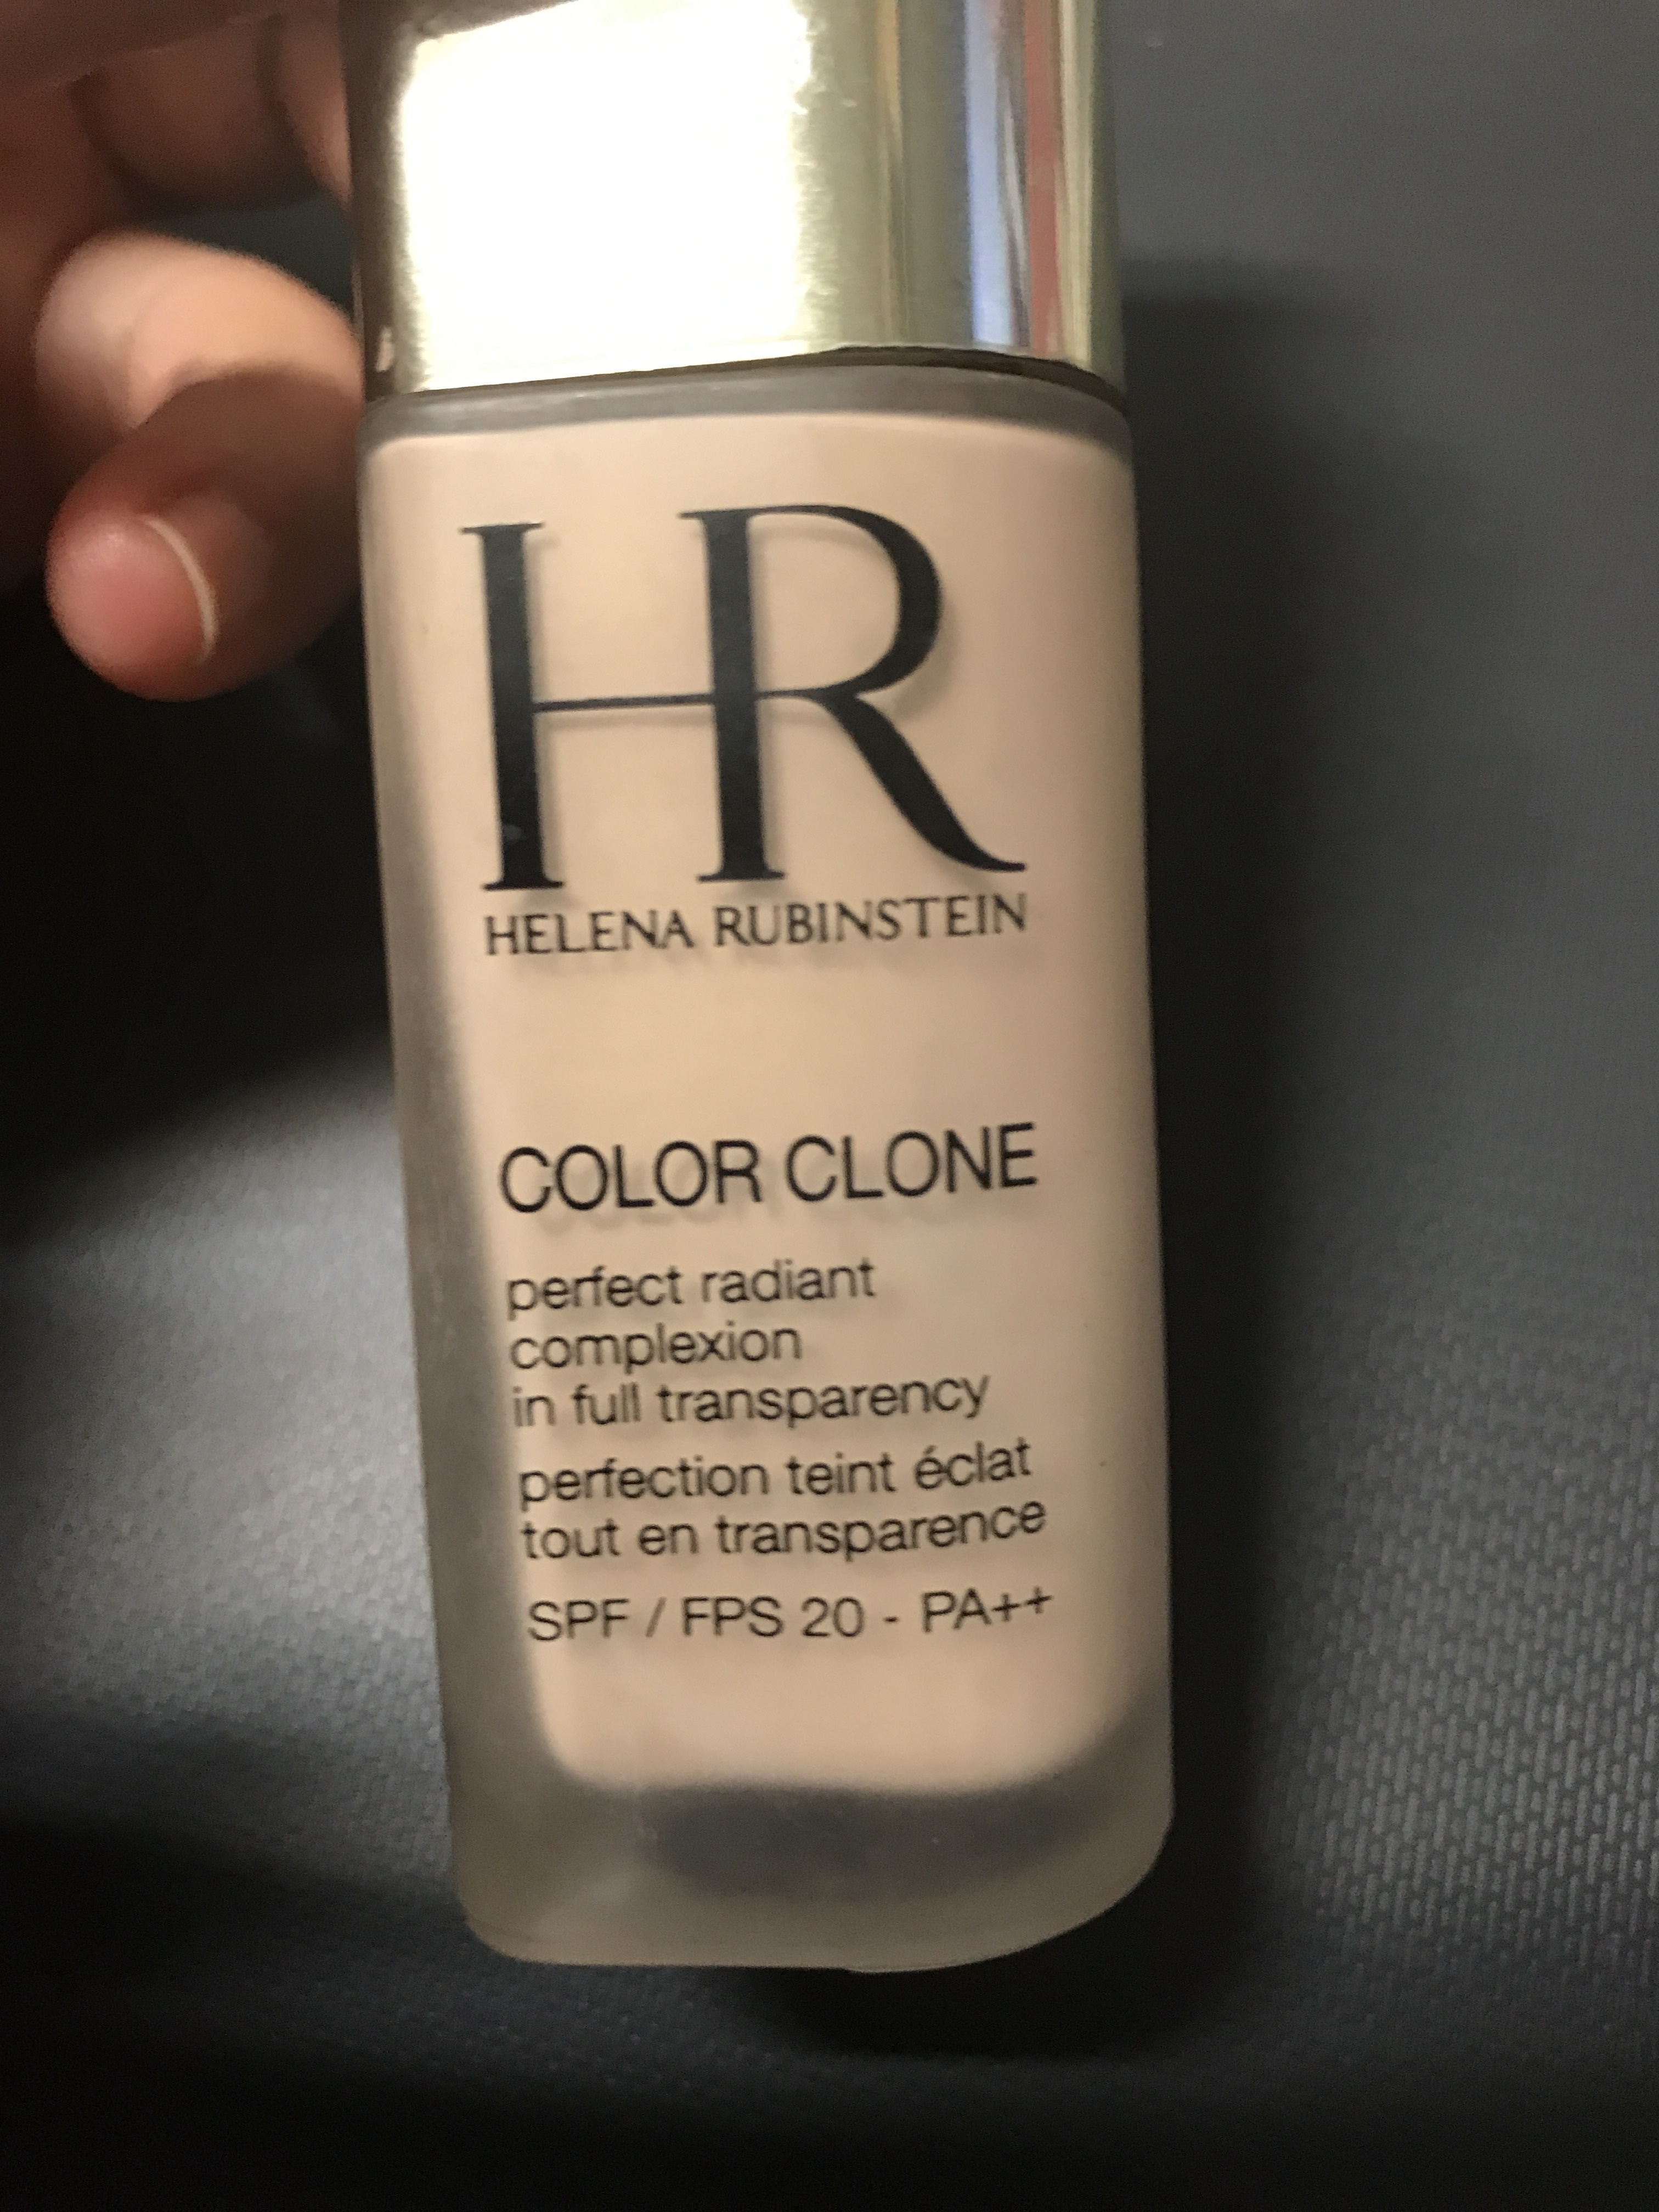 HR
HELENA RUBINSTEIN
COLOR CLONE
perfect radiant
complexion
in full transparency
perfection teint éclat
tout en transparence
SPF / FPS 20 - PA++